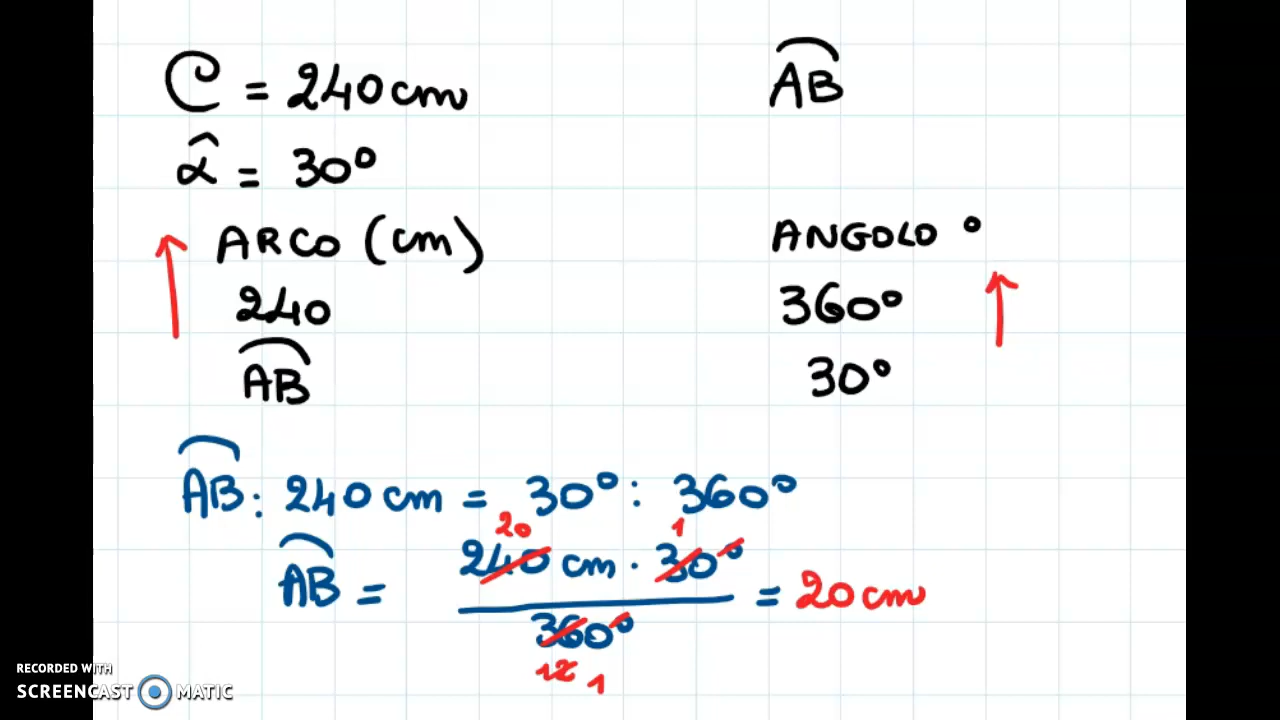 C = 240 cm AB
α̂ = 30°
ARCO (cm) ANGOLO °
240 360°
AB 30°
AB : 240 cm = 30° : 360°
20 1
AB = 240 cm · 30° / 360° = 20 cm
12 1
RECORDED WITH
SCREENCAST MATIC